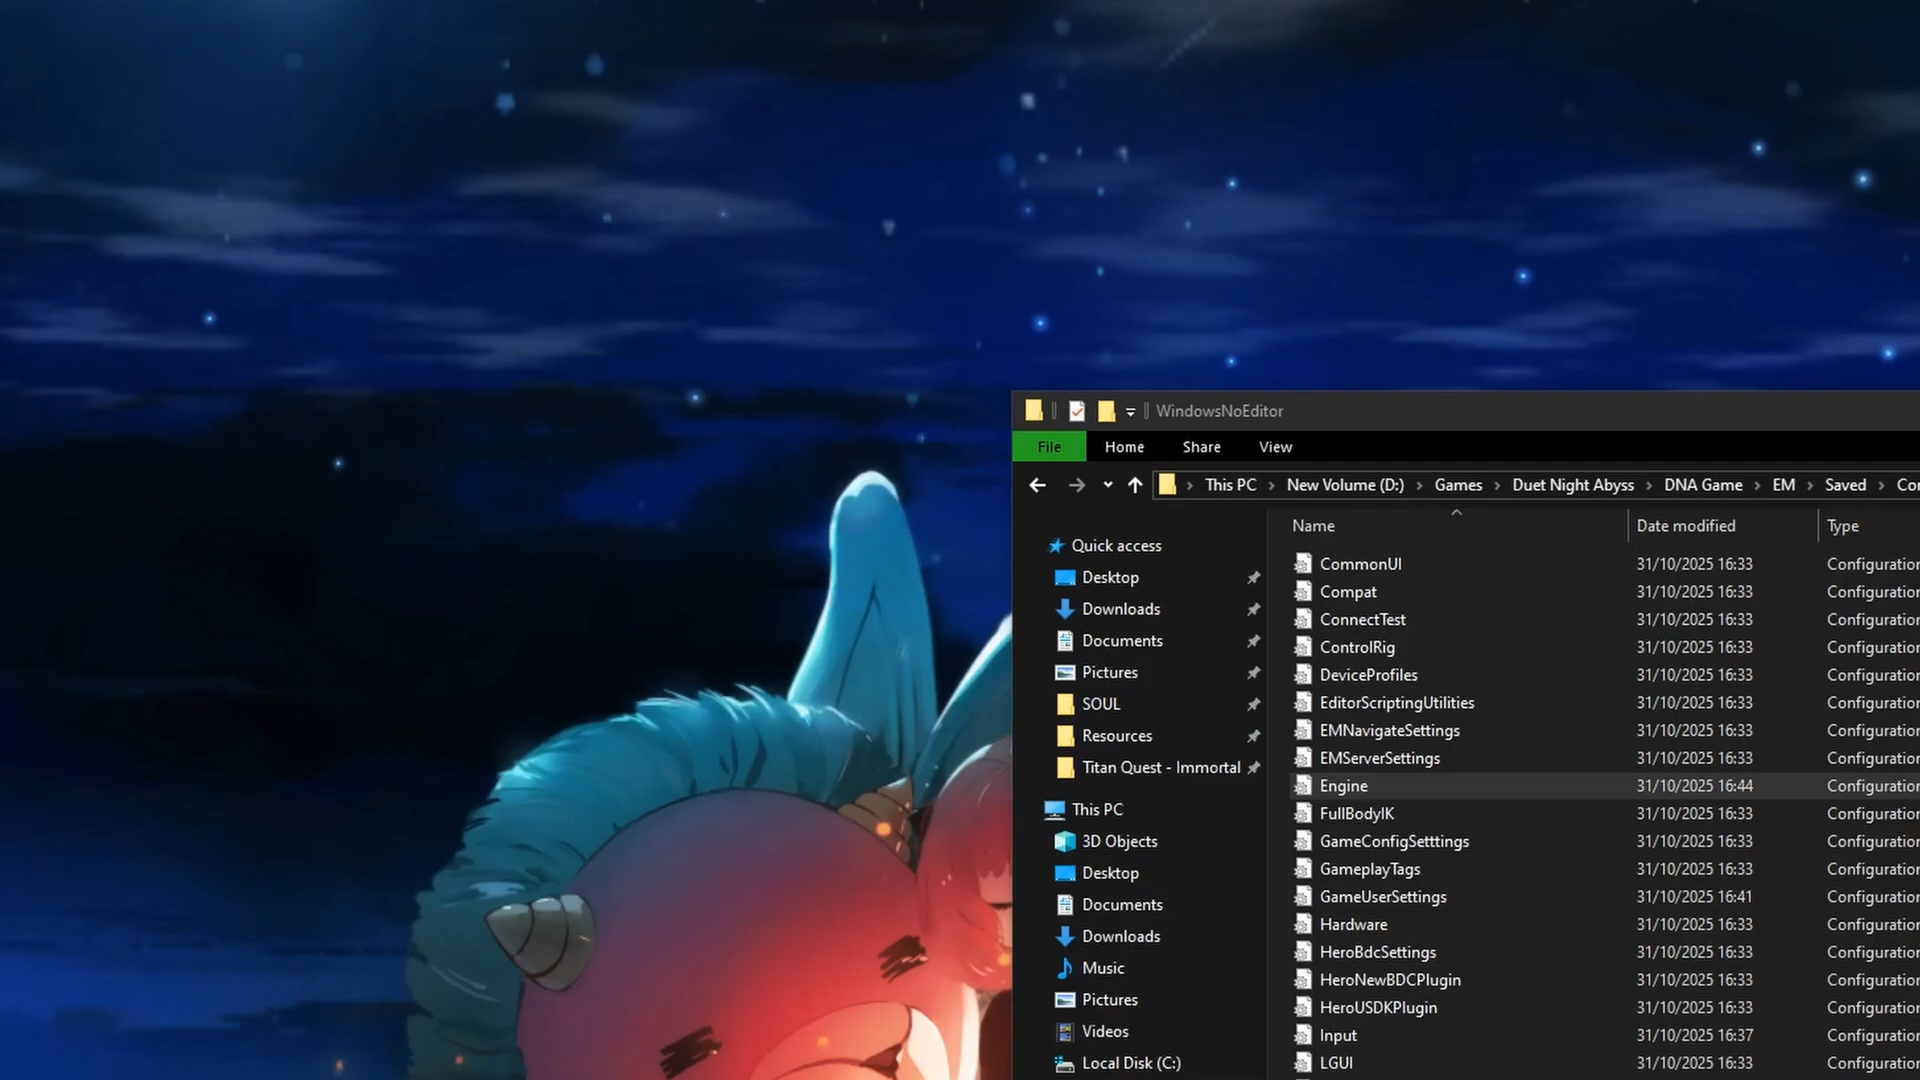 WindowsNoEditor
File Home Share View
This PC New Volume (D:) Games Duet Night Abyss DNA Game EM Saved
Name Date modified Type
Quick access
Desktop
Downloads
Documents
Pictures
SOUL
Resources
Titan Quest - Immortal
This PC
3D Objects
Desktop
Documents
Downloads
Music
Pictures
Videos
Local Disk (C:)
CommonUI 31/10/2025 16:33 Configuration
Compat 31/10/2025 16:33 Configuration
ConnectTest 31/10/2025 16:33 Configuration
ControlRig 31/10/2025 16:33 Configuration
DeviceProfiles 31/10/2025 16:33 Configuration
EditorScriptingUtilities 31/10/2025 16:33 Configuration
EMNavigateSettings 31/10/2025 16:33 Configuration
EMServerSettings 31/10/2025 16:33 Configuration
Engine 31/10/2025 16:44 Configuration
FullBodyIK 31/10/2025 16:33 Configuration
GameConfigSetttings 31/10/2025 16:33 Configuration
GameplayTags 31/10/2025 16:33 Configuration
GameUserSettings 31/10/2025 16:41 Configuration
Hardware 31/10/2025 16:33 Configuration
HeroBdcSettings 31/10/2025 16:33 Configuration
HeroNewBDCPlugin 31/10/2025 16:33 Configuration
HeroUSDKPlugin 31/10/2025 16:33 Configuration
Input 31/10/2025 16:37 Configuration
LGUI 31/10/2025 16:33 Configuration